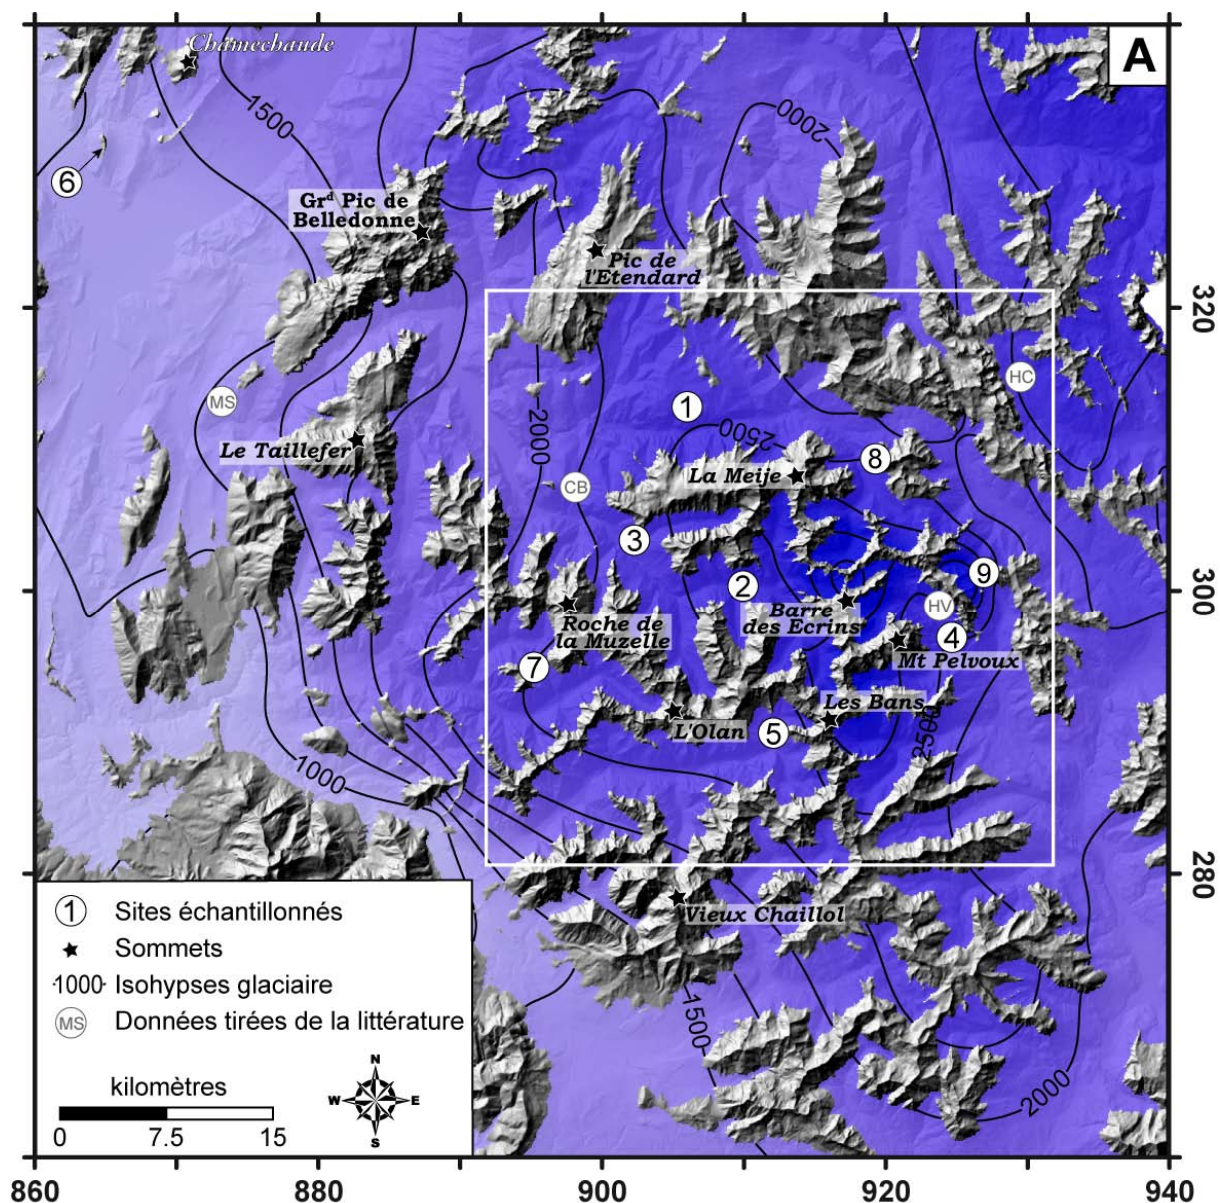 A
Chamechaude
1500
2000
6
Grd Pic de
Belledonne
Pic de
l'Etendard
320
MS
HC
1
2000
2500
Le Taillefer
La Meije
8
CB
3
2
9
300
Barre
des Ecrins
HV
4
Roche de
la Muzelle
Mt Pelvoux
7
Les Bans
L'Olan
5
2500
1000
280
Vieux Chaillol
1500
2000
1 Sites échantillonnés
Sommets
1000 Isohypses glaciaire
MS Données tirées de la littérature
kilomètres
0 7.5 15
N
W E
S
860 880 900 920 940